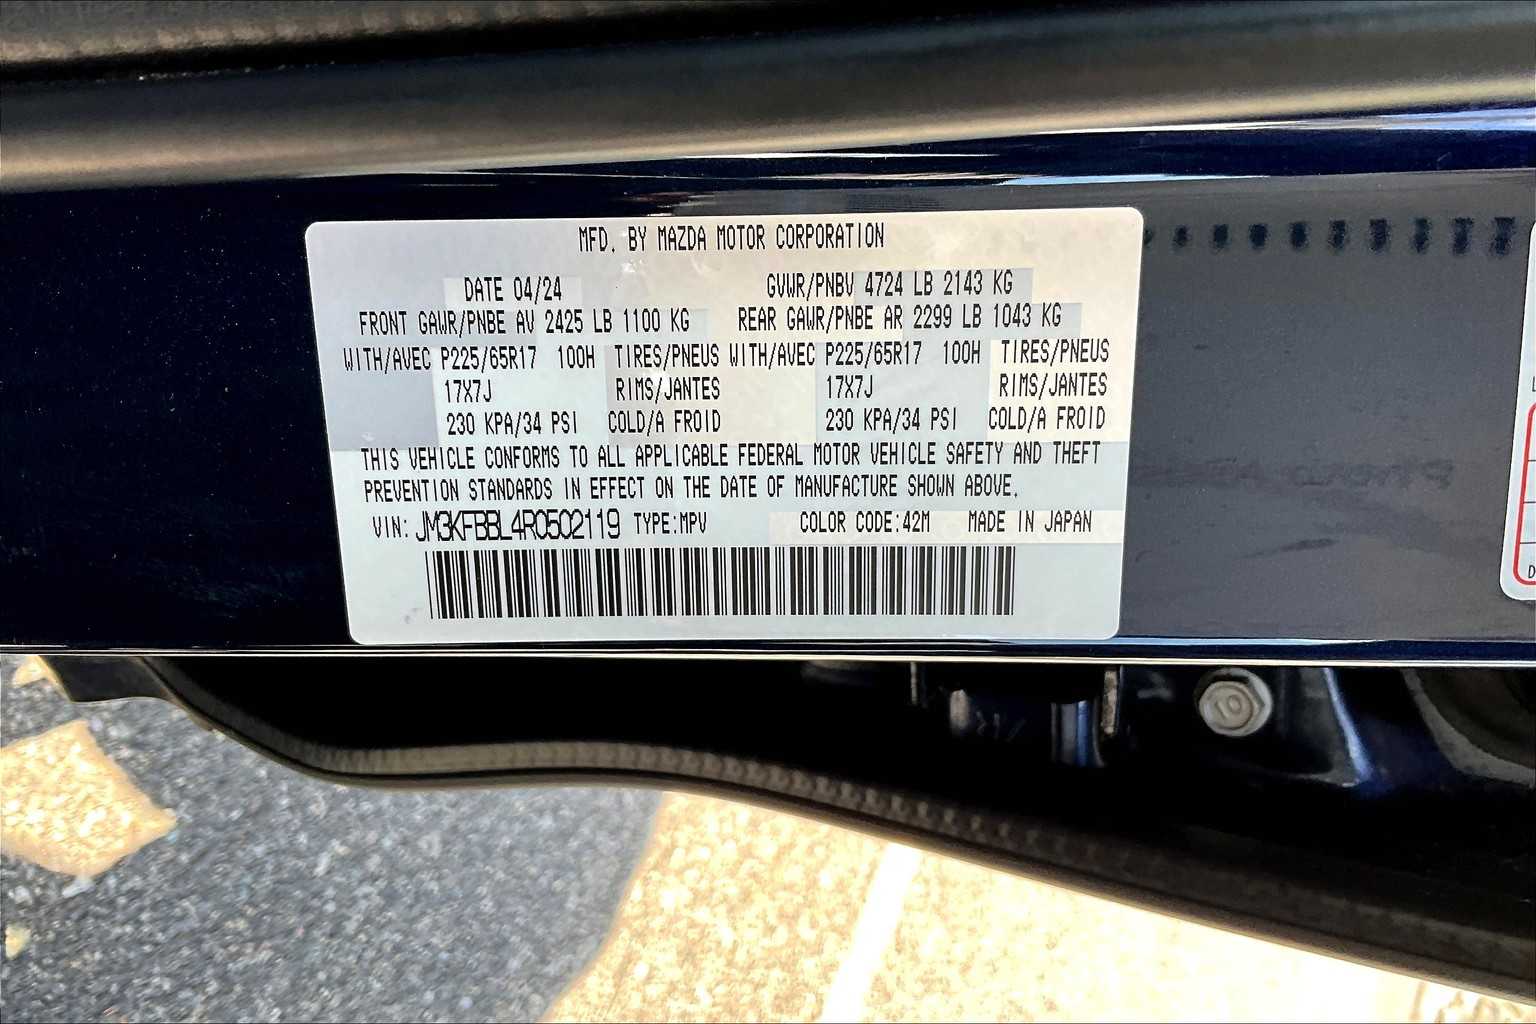 MFD. BY MAZDA MOTOR CORPORATION
DATE 04/24 GVWR/PNBV 4724 LB 2143 KG
FRONT GAWR/PNBE AV 2425 LB 1100 KG REAR GAWR/PNBE AR 2299 LB 1043 KG
WITH/AVEC P225/65R17 100H TIRES/PNEUS WITH/AVEC P225/65R17 100H TIRES/PNEUS
17X7J RIMS/JANTES 17X7J RIMS/JANTES
230 KPA/34 PSI COLD/A FROID 230 KPA/34 PSI COLD/A FROID
THIS VEHICLE CONFORMS TO ALL APPLICABLE FEDERAL MOTOR VEHICLE SAFETY AND THEFT
PREVENTION STANDARDS IN EFFECT ON THE DATE OF MANUFACTURE SHOWN ABOVE.
VIN: JM3KFBBL4R0502119 TYPE:MPV COLOR CODE:42M MADE IN JAPAN
10